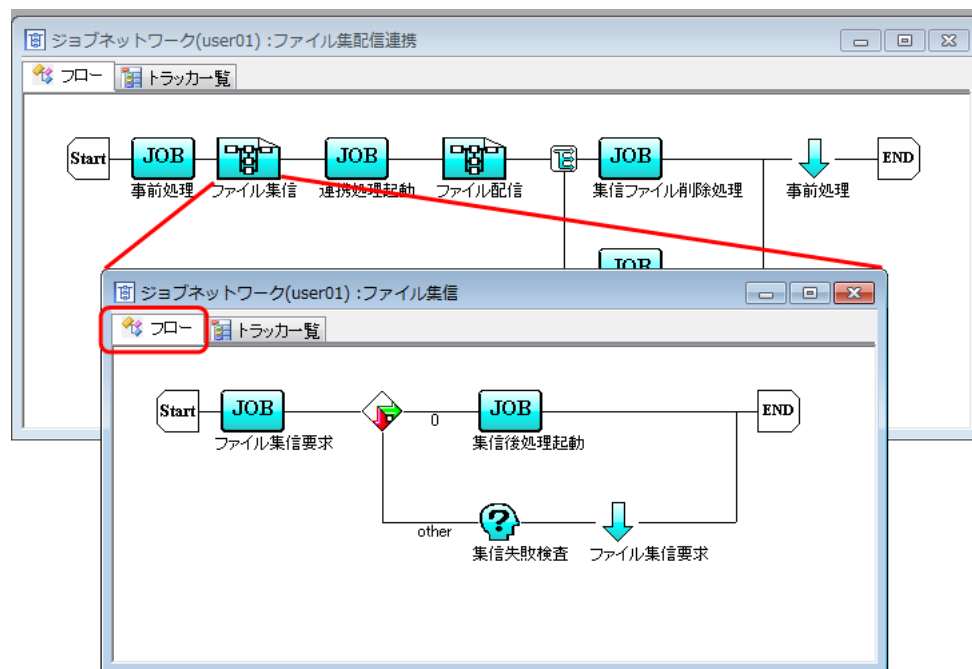 ジョブネットワーク(user01) :ファイル集配信連携
フロー トラッカ一覧
Start JOB JOB JOB END
事前処理 ファイル集信 連携処理起動 ファイル配信 集信ファイル削除処理 事前処理
JOB
ジョブネットワーク(user01) :ファイル集信
フロー トラッカ一覧
Start JOB 0 JOB END
ファイル集信要求 集信後処理起動
other
集信失敗検査 ファイル集信要求